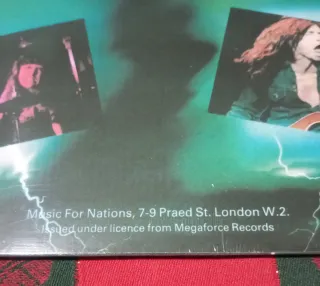 Music For Nations, 7-9 Praed St. London W.2.
Issued under licence from Megaforce Records